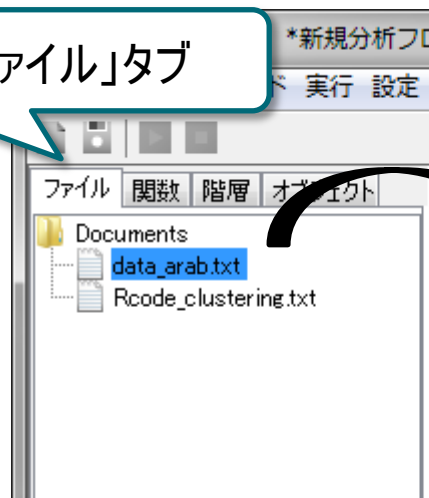 ァイル」タブ
*新規分析フロ
ド 実行 設定
ファイル 関数 階層 オブジェクト
Documents
data_arab.txt
Rcode_clustering.txt